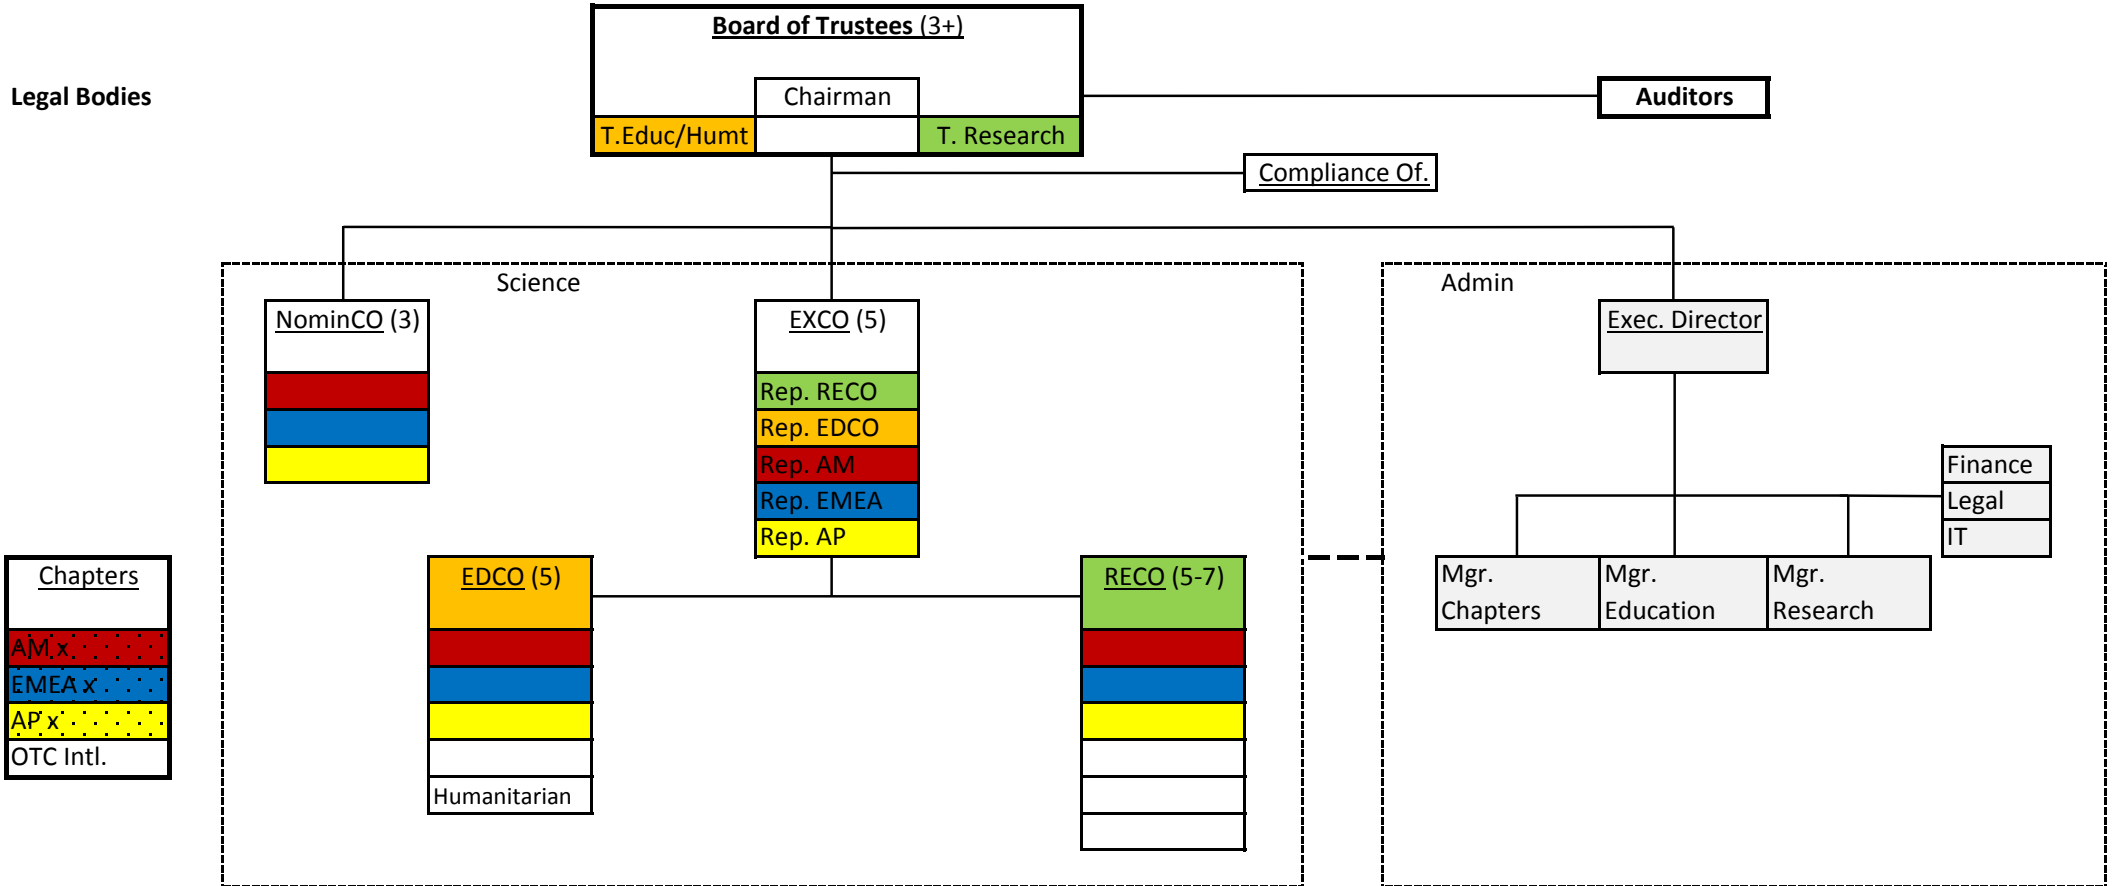 Board of Trustees (3+)
Legal Bodies
Chairman
Auditors
T.Educ/Humt
T. Research
Compliance Of.
Science
Admin
NominCO (3)
EXCO (5)
Exec. Director
Rep. RECO
Rep. EDCO
Rep. AM
Rep. EMEA
Rep. AP
Finance
Legal
IT
Chapters
EDCO (5)
RECO (5-7)
Mgr.
Chapters
Mgr.
Education
Mgr.
Research
AM x
EMEA x
AP x
OTC Intl.
Humanitarian